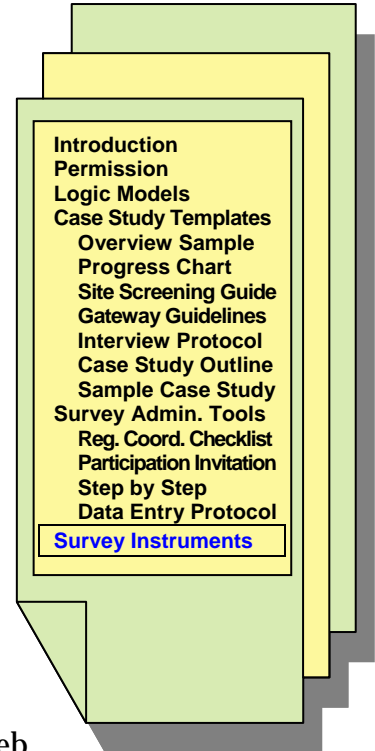 Introduction
Permission
Logic Models
Case Study Templates
Overview Sample
Progress Chart
Site Screening Guide
Gateway Guidelines
Interview Protocol
Case Study Outline
Sample Case Study
Survey Admin. Tools
Reg. Coord. Checklist
Participation Invitation
Step by Step
Data Entry Protocol
Survey Instruments